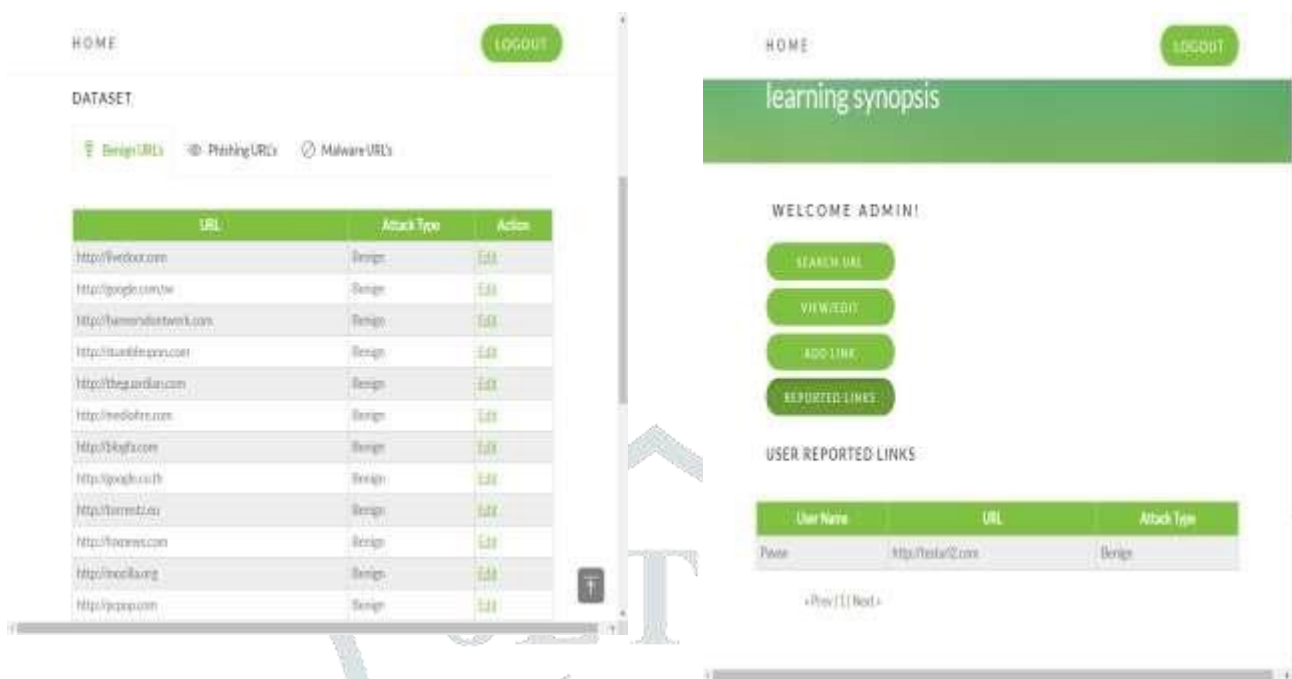 HOME LOGOUT
DATASET
Benign URL's Phishing URL's Malware URL's
URL Attack Type Action
http://livedoor.com Benign Edit
http://google.com/tw Benign Edit
Benign Edit
http://stumbleupon.com Benign Edit
http://theguardian.com Benign Edit
http://mediafire.com Benign Edit
Benign Edit
http://google.co.th Benign Edit
http://torrentz.eu Benign Edit
http://foxnews.com Benign Edit
http://mozilla.org Benign Edit
http://pcpop.com Benign Edit
HOME LOGOUT
learning synopsis
WELCOME ADMIN!
SEARCH URL
VIEW/EDIT
ADD LINK
REPORTED LINKS
USER REPORTED LINKS
User Name URL Attack Type
Benign
« Prev | 1 | Next »